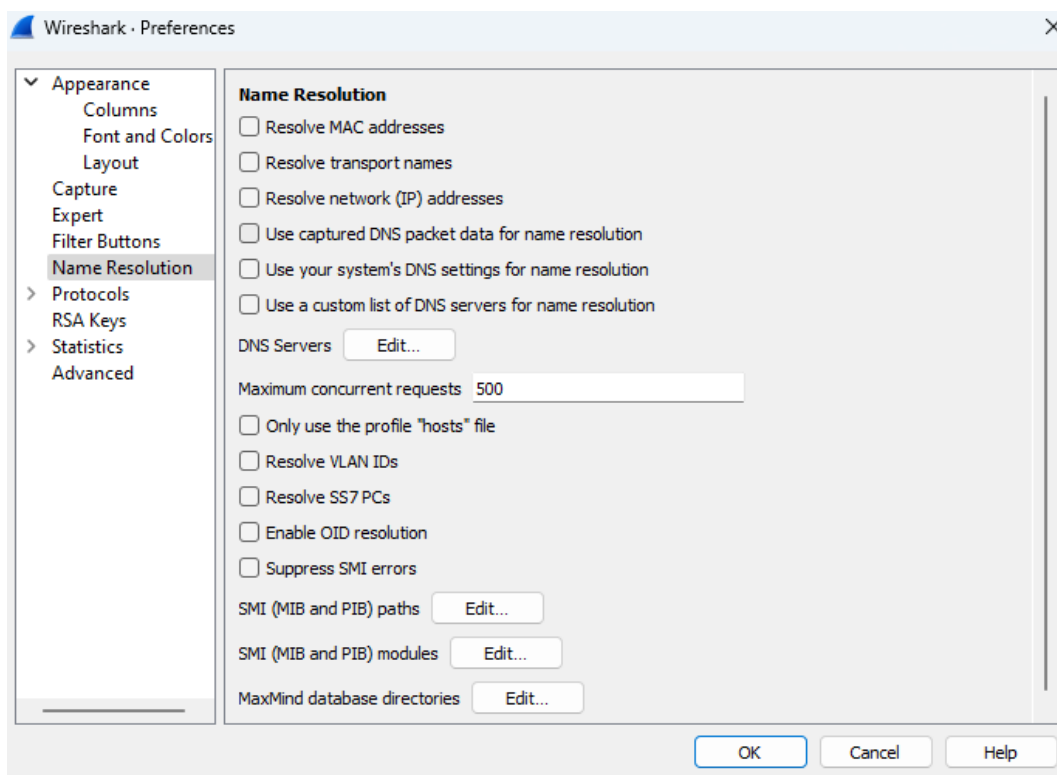 Wireshark · Preferences
Appearance
Columns
Font and Colors
Layout
Capture
Expert
Filter Buttons
Name Resolution
Protocols
RSA Keys
Statistics
Advanced
Name Resolution
Resolve MAC addresses
Resolve transport names
Resolve network (IP) addresses
Use captured DNS packet data for name resolution
Use your system's DNS settings for name resolution
Use a custom list of DNS servers for name resolution
DNS Servers Edit...
Maximum concurrent requests 500
Only use the profile "hosts" file
Resolve VLAN IDs
Resolve SS7 PCs
Enable OID resolution
Suppress SMI errors
SMI (MIB and PIB) paths Edit...
SMI (MIB and PIB) modules Edit...
MaxMind database directories Edit...
OK Cancel Help